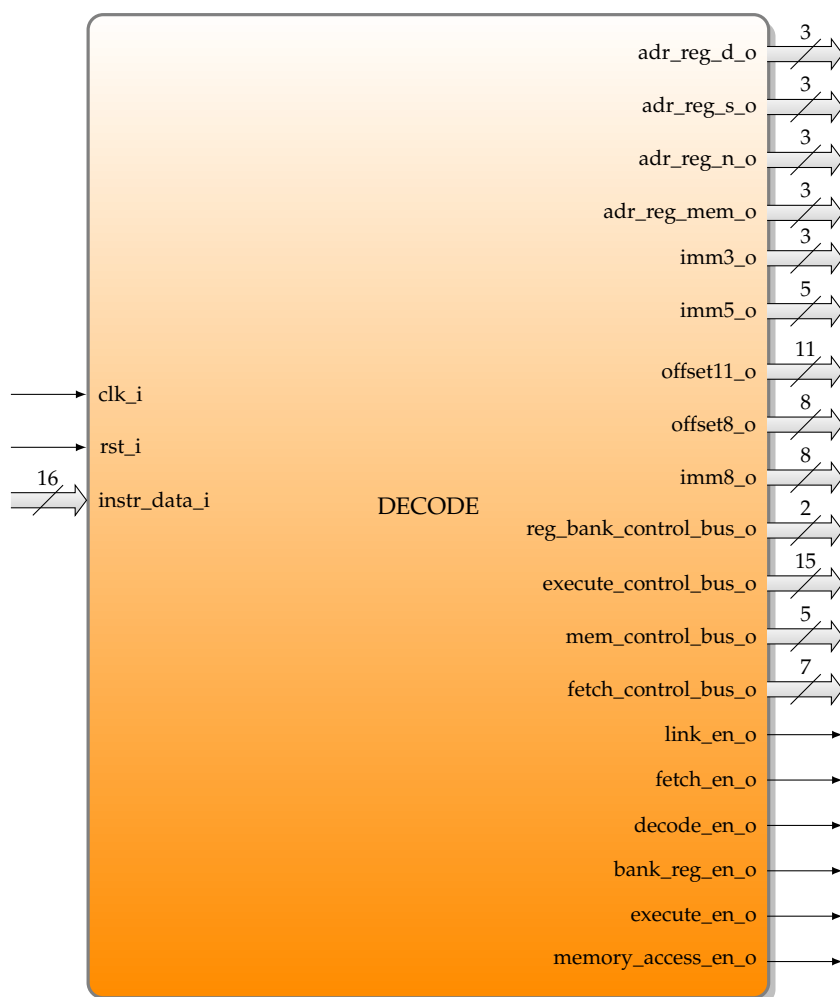 3
adr_reg_d_o
3
adr_reg_s_o
3
adr_reg_n_o
3
adr_reg_mem_o
3
imm3_o
5
imm5_o
11
offset11_o
clk_i
8
offset8_o
rst_i
8
imm8_o
16
instr_data_i
DECODE
2
reg_bank_control_bus_o
15
execute_control_bus_o
5
mem_control_bus_o
7
fetch_control_bus_o
link_en_o
fetch_en_o
decode_en_o
bank_reg_en_o
execute_en_o
memory_access_en_o